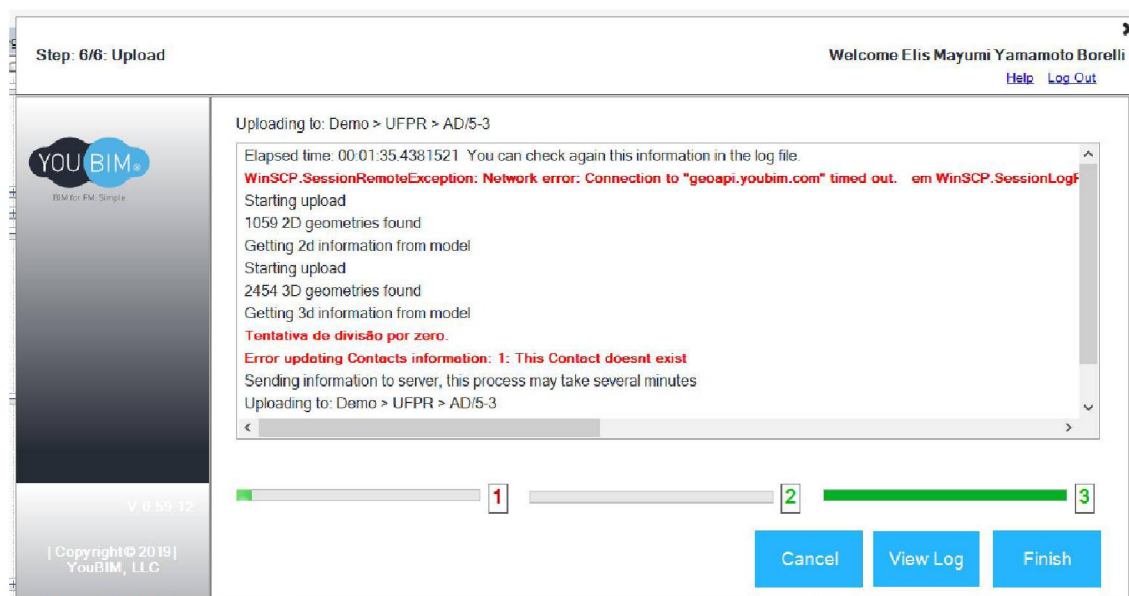 Step: 6/6: Upload
Welcome Elis Mayumi Yamamoto Borelli
Help Log Out
YOU BIM®
BIM for FM. Simple
Uploading to: Demo > UFPR > AD/5-3
Elapsed time: 00:01:35.4381521 You can check again this information in the log file.
WinSCP.SessionRemoteException: Network error: Connection to "geoapi.youbim.com" timed out. em WinSCP.SessionLogR
Starting upload
1059 2D geometries found
Getting 2d information from model
Starting upload
2454 3D geometries found
Getting 3d information from model
Tentativa de divisão por zero.
Error updating Contacts information: 1: This Contact doesnt exist
Sending information to server, this process may take several minutes
Uploading to: Demo > UFPR > AD/5-3
1
2
3
V 0.59.12
| Copyright© 2019|
YouBIM, LLC
Cancel
View Log
Finish